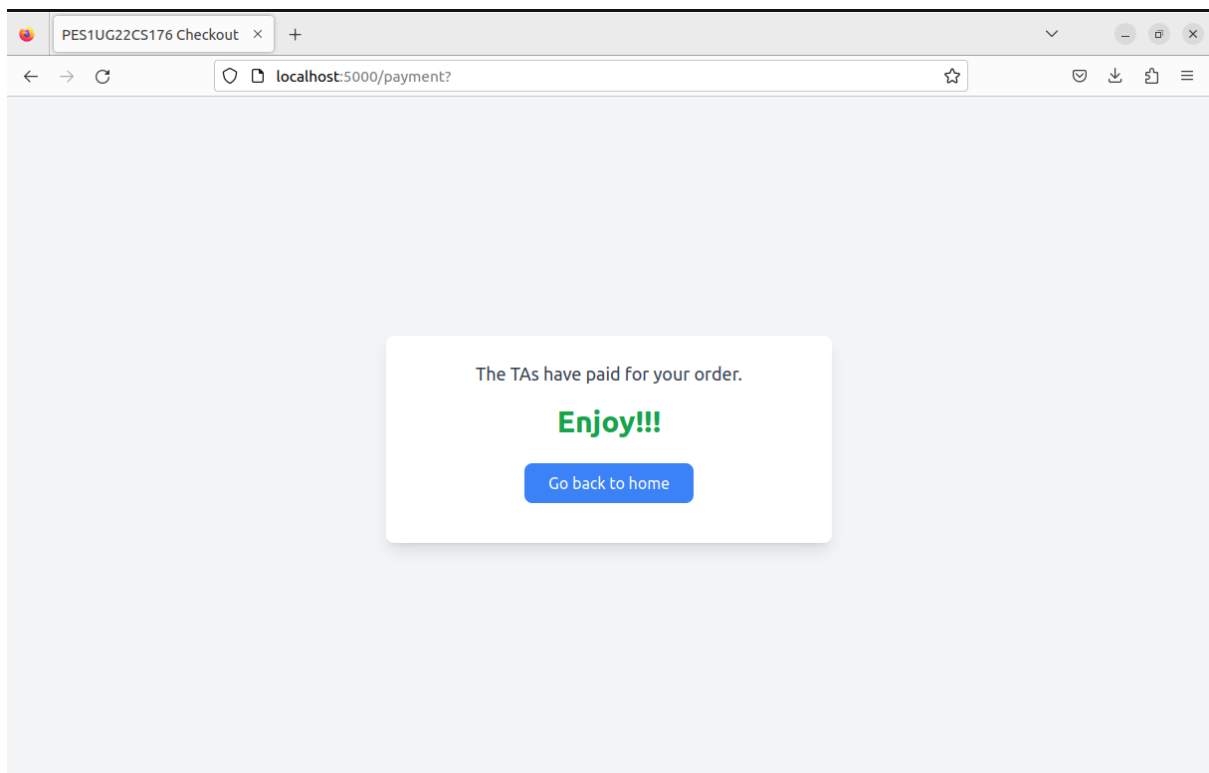 PES1UG22CS176 Checkout
localhost:5000/payment?
The TAs have paid for your order.
Enjoy!!!
Go back to home